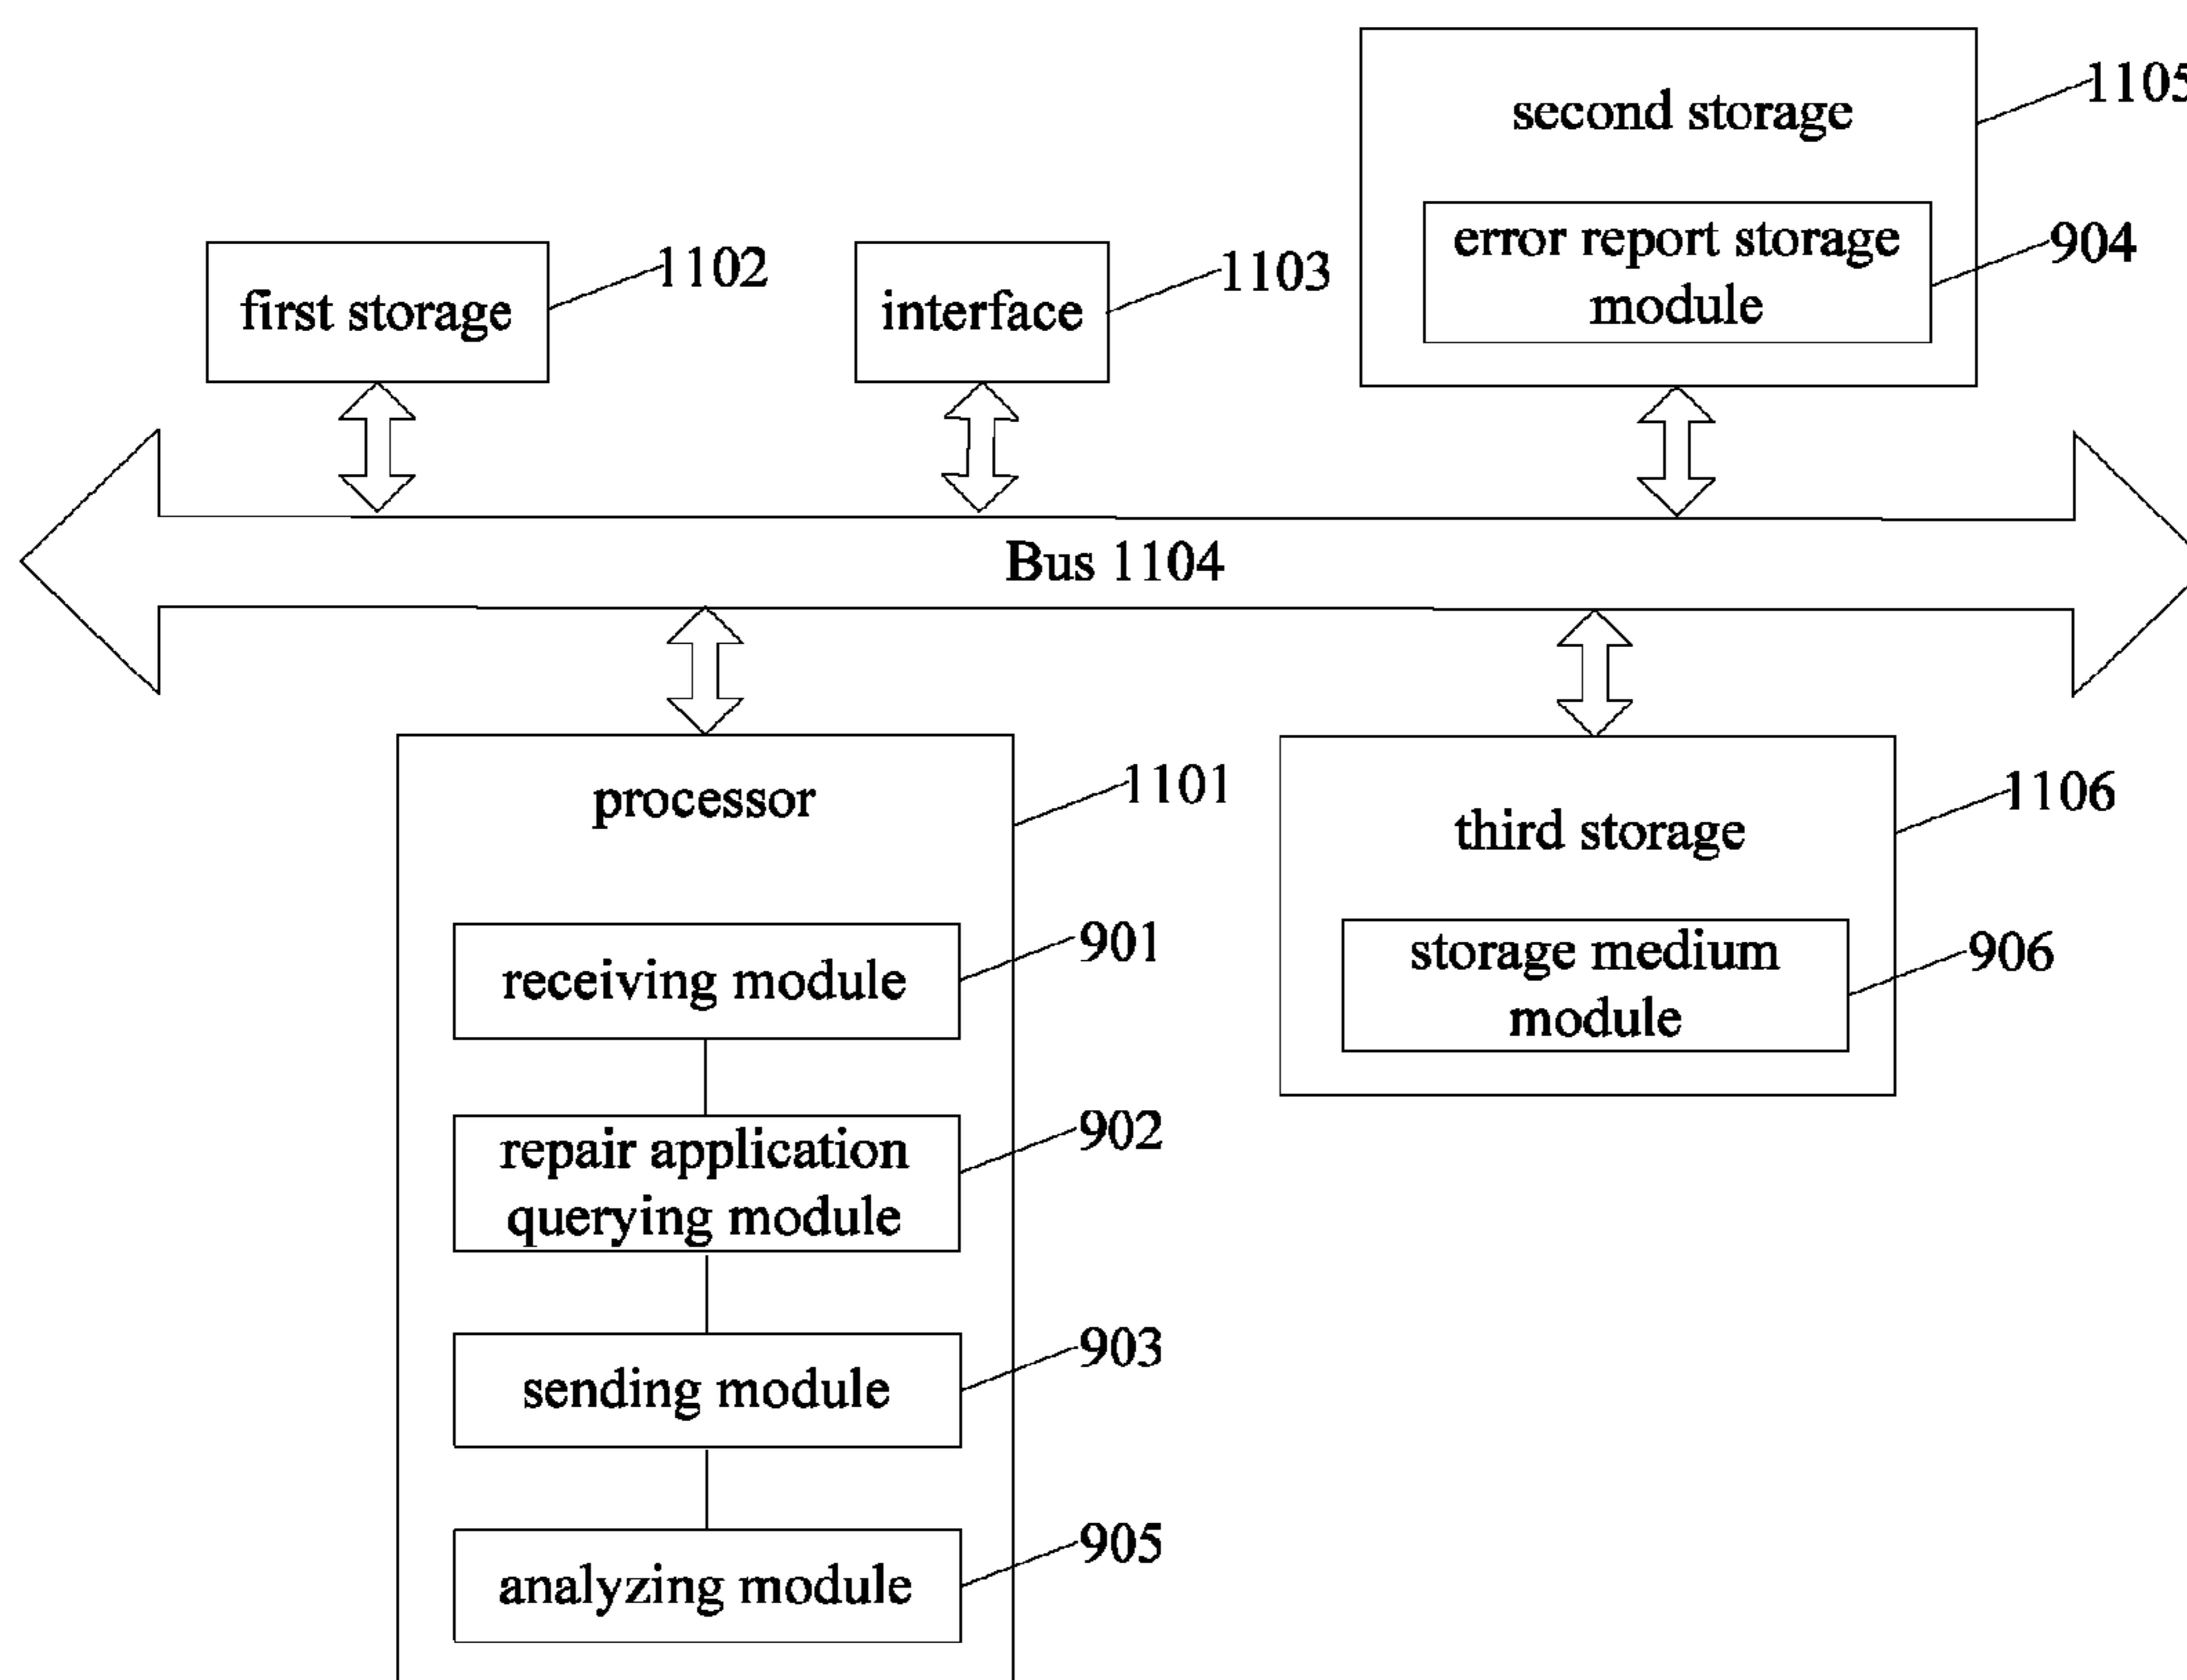 second storage
1105
error report storage
module
904
first storage
1102
interface
1103
Bus 1104
processor
1101
receiving module
901
repair application
querying module
902
sending module
903
analyzing module
905
third storage
1106
storage medium
module
906